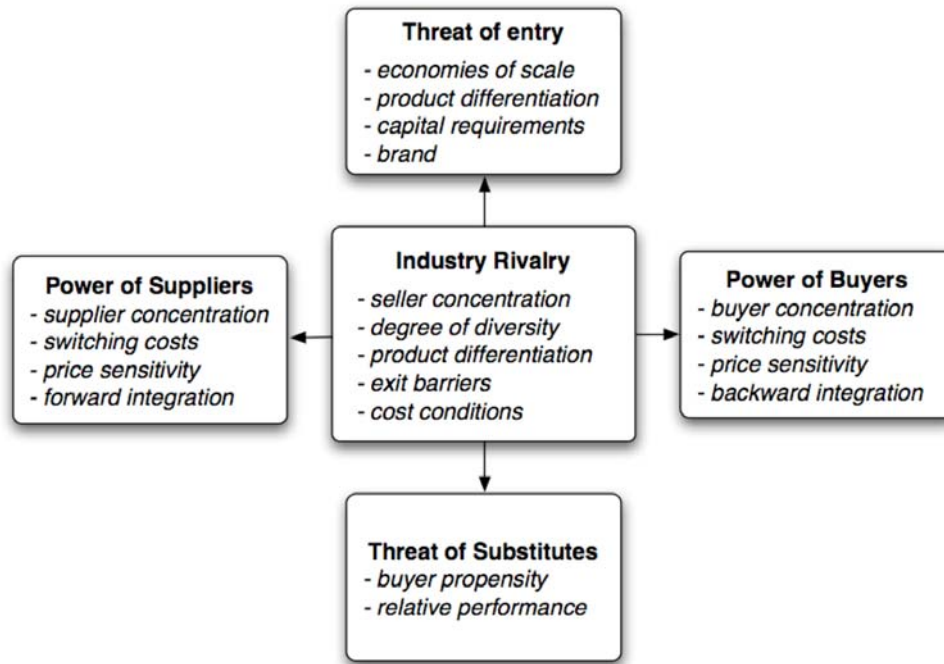 Threat of entry
- economies of scale
- product differentiation
- capital requirements
- brand
Power of Suppliers
- supplier concentration
- switching costs
- price sensitivity
- forward integration
Industry Rivalry
- seller concentration
- degree of diversity
- product differentiation
- exit barriers
- cost conditions
Power of Buyers
- buyer concentration
- switching costs
- price sensitivity
- backward integration
Threat of Substitutes
- buyer propensity
- relative performance